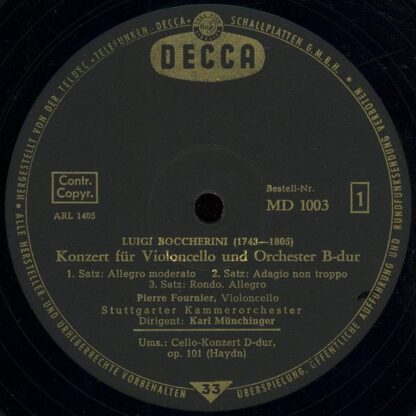 HERGESTELLT VON DER TELDEC »TELEFUNKEN DECCA« SCHALLPLATTEN G.M.B.H.
DECCA
Contr.
Copyr.
ARL 1405
Bestell-Nr.
MD 1003
1
LUIGI BOCCHERINI (1743—1805)
Konzert für Violoncello und Orchester B-dur
1. Satz: Allegro moderato 2. Satz: Adagio non troppo
3. Satz: Rondo. Allegro
Pierre Fournier, Violoncello
Stuttgarter Kammerorchester
Dirigent: Karl Münchinger
Ums.: Cello-Konzert D-dur,
op. 101 (Haydn)
33
ALLE HERSTELLER- UND URHEBERRECHTE VORBEHALTEN
ÜBERSPIELUNG, ÖFFENTLICHE AUFFÜHRUNG UND RUNDFUNKSENDUNG VERBOTEN